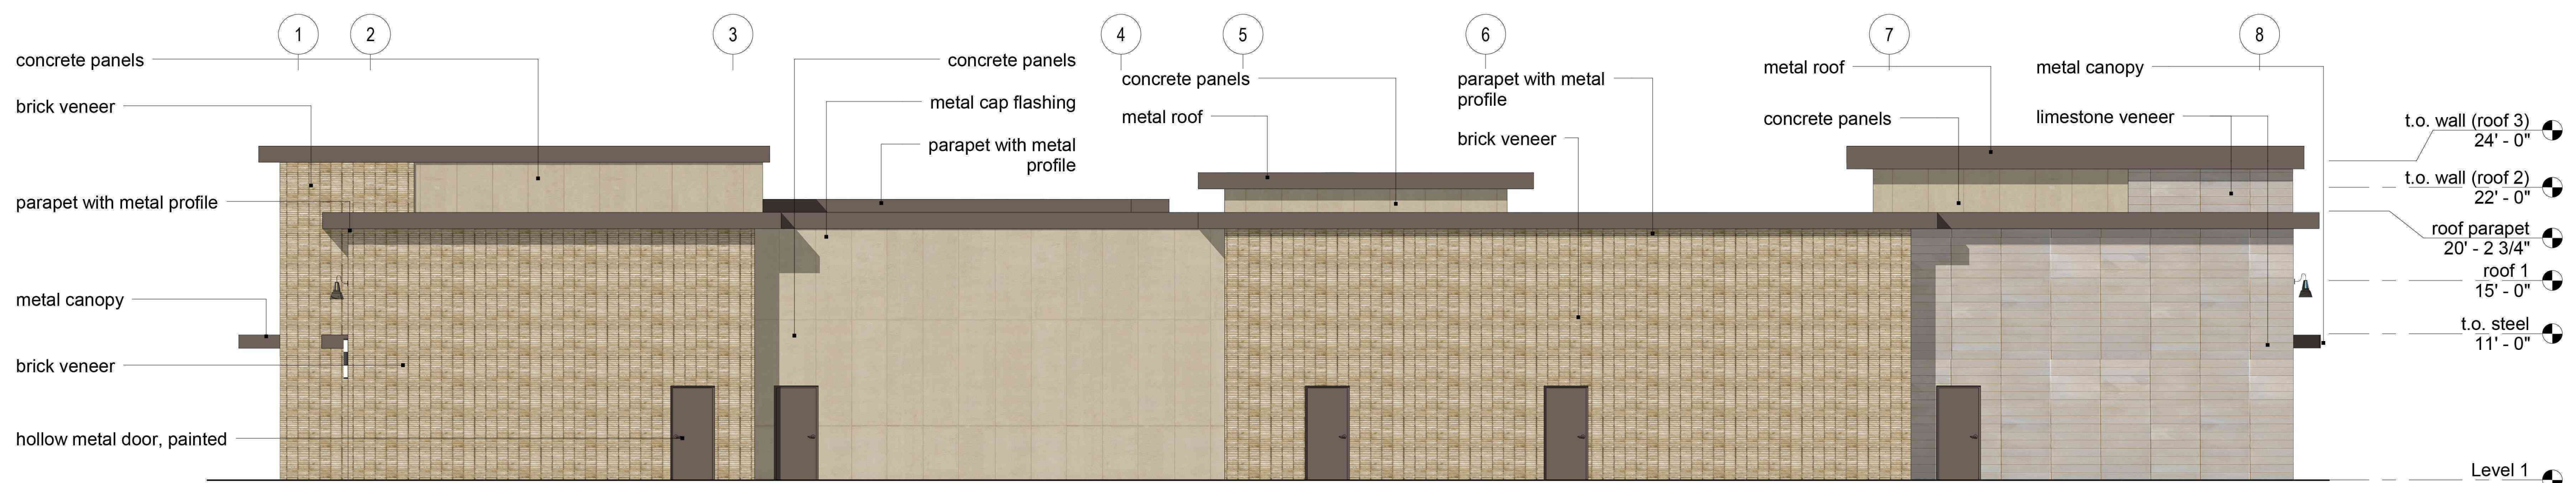 1 2 3 4 5 6 7 8
concrete panels
brick veneer
parapet with metal profile
metal canopy
brick veneer
hollow metal door, painted
concrete panels
metal cap flashing
parapet with metal
profile
concrete panels
metal roof
parapet with metal
profile
brick veneer
metal roof
concrete panels
metal canopy
limestone veneer
t.o. wall (roof 3)
24' - 0"
t.o. wall (roof 2)
22' - 0"
roof parapet
20' - 2 3/4"
roof 1
15' - 0"
t.o. steel
11' - 0"
Level 1